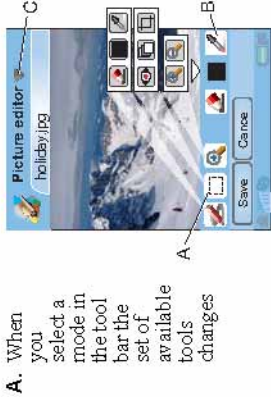 A. When
you
select a
mode in
the tool
bar the
set of
available
tools
changes
Picture editor
C
holiday.jpg
A
B
Save
Cance